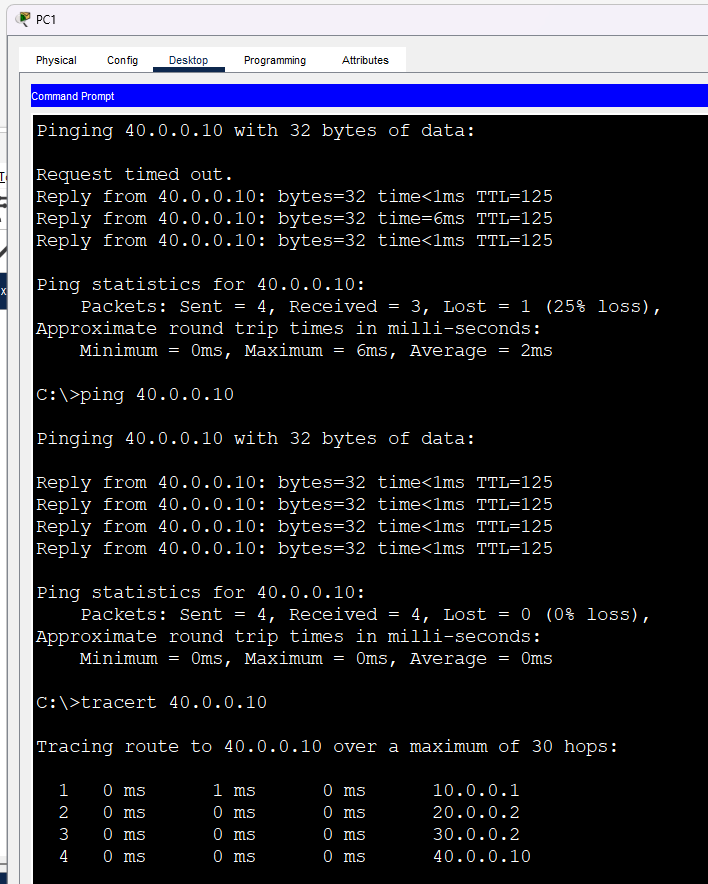 PC1
Physical Config Desktop Programming Attributes
Command Prompt
Pinging 40.0.0.10 with 32 bytes of data:
Request timed out.
Reply from 40.0.0.10: bytes=32 time<1ms TTL=125
Reply from 40.0.0.10: bytes=32 time=6ms TTL=125
Reply from 40.0.0.10: bytes=32 time<1ms TTL=125
Ping statistics for 40.0.0.10:
Packets: Sent = 4, Received = 3, Lost = 1 (25% loss),
Approximate round trip times in milli-seconds:
Minimum = 0ms, Maximum = 6ms, Average = 2ms
C:\>ping 40.0.0.10
Pinging 40.0.0.10 with 32 bytes of data:
Reply from 40.0.0.10: bytes=32 time<1ms TTL=125
Reply from 40.0.0.10: bytes=32 time<1ms TTL=125
Reply from 40.0.0.10: bytes=32 time<1ms TTL=125
Reply from 40.0.0.10: bytes=32 time<1ms TTL=125
Ping statistics for 40.0.0.10:
Packets: Sent = 4, Received = 4, Lost = 0 (0% loss),
Approximate round trip times in milli-seconds:
Minimum = 0ms, Maximum = 0ms, Average = 0ms
C:\>tracert 40.0.0.10
Tracing route to 40.0.0.10 over a maximum of 30 hops:
1 0 ms 1 ms 0 ms 10.0.0.1
2 0 ms 0 ms 0 ms 20.0.0.2
3 0 ms 0 ms 0 ms 30.0.0.2
4 0 ms 0 ms 0 ms 40.0.0.10